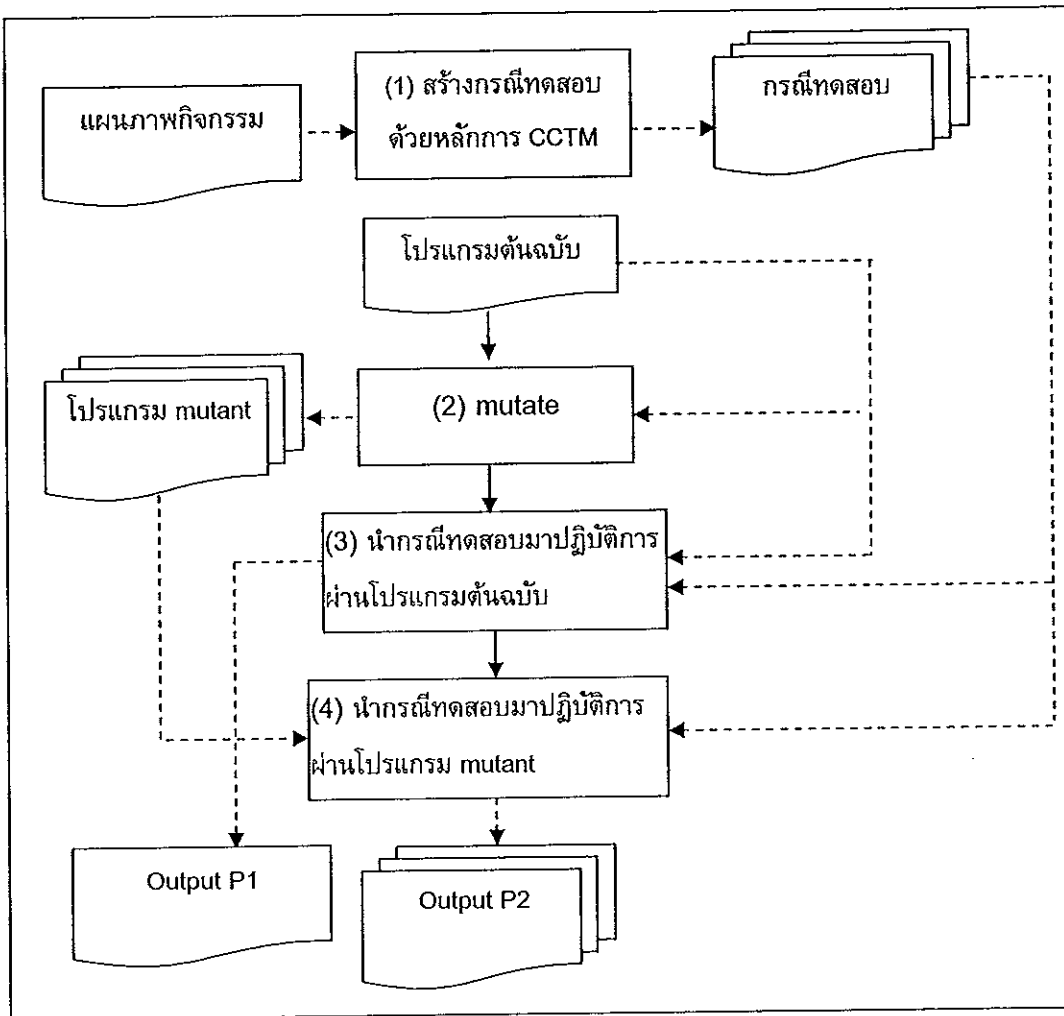 แผนภาพกิจกรรม
(1) สร้างกรณีทดสอบ
ด้วยหลักการ CCTM
กรณีทดสอบ
โปรแกรมต้นฉบับ
โปรแกรม mutant
(2) mutate
(3) นำกรณีทดสอบมาปฏิบัติการ
ผ่านโปรแกรมต้นฉบับ
(4) นำกรณีทดสอบมาปฏิบัติการ
ผ่านโปรแกรม mutant
Output P1
Output P2